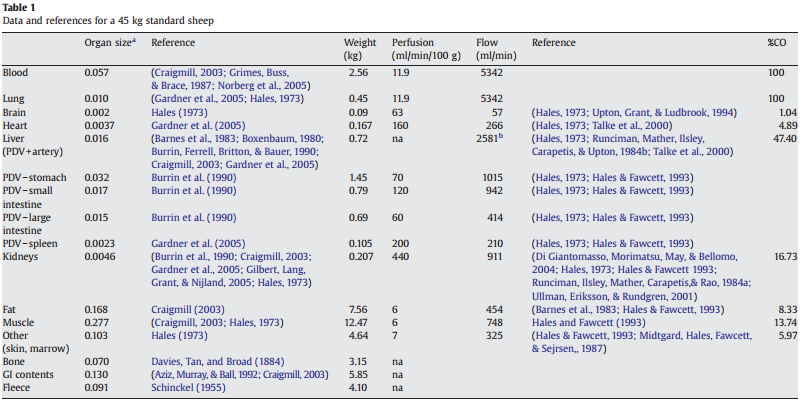 Table 1
Data and references for a 45 kg standard sheep
Organ sizeᵃ Reference Weight (kg) Perfusion (ml/min/100 g) Flow (ml/min) Reference %CO
Blood 0.057 (Craigmill, 2003; Grimes, Buss, 2.56 11.9 5342 100
& Brace, 1987; Norberg et al., 2005)
Lung 0.010 (Gardner et al., 2005; Hales, 1973) 0.45 11.9 5342 100
Brain 0.002 Hales (1973) 0.09 63 57 (Hales, 1973; Upton, Grant, & Ludbrook, 1994) 1.04
Heart 0.0037 Gardner et al. (2005) 0.167 160 266 (Hales, 1973; Talke et al., 2000) 4.89
Liver 0.016 (Barnes et al., 1983; Boxenbaum, 1980; 0.72 na 2581ᵇ (Hales, 1973; Runciman, Mather, Ilsley, 47.40
(PDV+artery) Burrin, Ferrell, Britton, & Bauer, 1990; Carapetis, & Upton, 1984b; Talke et al., 2000)
Craigmill, 2003; Gardner et al., 2005)
PDV–stomach 0.032 Burrin et al. (1990) 1.45 70 1015 (Hales, 1973; Hales & Fawcett, 1993)
PDV–small 0.017 Burrin et al. (1990) 0.79 120 942 (Hales, 1973; Hales & Fawcett, 1993)
intestine
PDV–large 0.015 Burrin et al. (1990) 0.69 60 414 (Hales, 1973; Hales & Fawcett, 1993)
intestine
PDV–spleen 0.0023 Gardner et al. (2005) 0.105 200 210 (Hales, 1973; Hales & Fawcett, 1993)
Kidneys 0.0046 (Burrin et al., 1990; Craigmill, 2003; 0.207 440 911 (Di Giantomasso, Morimatsu, May, & Bellomo, 16.73
Gardner et al., 2005; Gilbert, Lang, 2004; Hales, 1973; Hales & Fawcett 1993;
Grant, & Nijland, 2005; Hales, 1973) Runciman, Ilsley, Mather, Carapetis,& Rao, 1984a;
Ullman, Eriksson, & Rundgren, 2001)
Fat 0.168 Craigmill (2003) 7.56 6 454 (Barnes et al., 1983; Hales & Fawcett, 1993) 8.33
Muscle 0.277 (Craigmill, 2003; Hales, 1973) 12.47 6 748 Hales and Fawcett (1993) 13.74
Other 0.103 Hales (1973) 4.64 7 325 (Hales & Fawcett, 1993; Midtgard, Hales, Fawcett, 5.97
(skin, marrow) & Sejrsen,, 1987)
Bone 0.070 Davies, Tan, and Broad (1884) 3.15 na
GI contents 0.130 (Aziz, Murray, & Ball, 1992; Craigmill, 2003) 5.85 na
Fleece 0.091 Schinckel (1955) 4.10 na